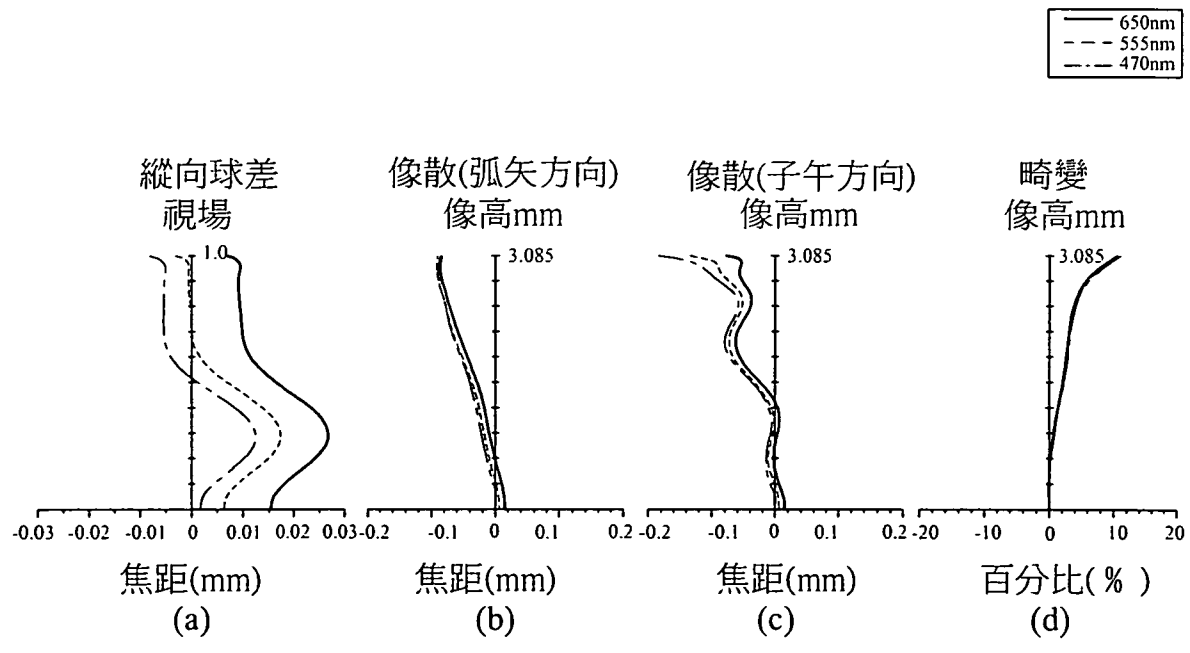 650nm
555nm
470nm
縱向球差
視場
像散(弧矢方向)
像高mm
像散(子午方向)
像高mm
畸變
像高mm
1.0
3.085
3.085
3.085
-0.03 -0.02 -0.01 0 0.01 0.02 0.03
-0.2 -0.1 0 0.1 0.2
-0.2 -0.1 0 0.1 0.2
-20 -10 0 10 20
焦距(mm)
焦距(mm)
焦距(mm)
百分比(% )
(a)
(b)
(c)
(d)